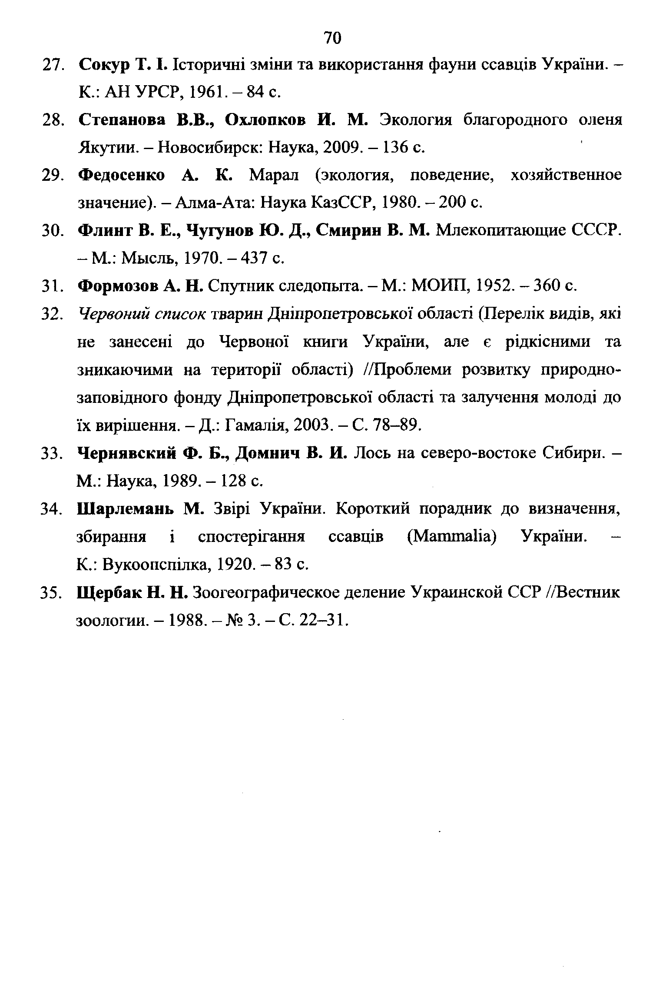 70
27. Сокур Т. І. Історичні зміни та використання фауни ссавців України. –
К.: АН УРСР, 1961. – 84 с.
28. Степанова В.В., Охлопков И. М. Экология благородного оленя
Якутии. – Новосибирск: Наука, 2009. – 136 с.
29. Федосенко А. К. Марал (экология, поведение, хозяйственное
значение). – Алма-Ата: Наука КазССР, 1980. – 200 с.
30. Флинт В. Е., Чугунов Ю. Д., Смирин В. М. Млекопитающие СССР.
– М.: Мысль, 1970. – 437 с.
31. Формозов А. Н. Спутник следопыта. – М.: МОИП, 1952. – 360 с.
32. Червоний список тварин Дніпропетровської області (Перелік видів, які
не занесені до Червоної книги України, але є рідкісними та
зникаючими на території області) //Проблеми розвитку природно-
заповідного фонду Дніпропетровської області та залучення молоді до
їх вирішення. – Д.: Гамалія, 2003. – С. 78–89.
33. Чернявский Ф. Б., Домнич В. И. Лось на северо-востоке Сибири. –
М.: Наука, 1989. – 128 с.
34. Шарлемань М. Звірі України. Короткий порадник до визначення,
збирання і спостерігання ссавців (Mammalia) України. –
К.: Вукоопспілка, 1920. – 83 с.
35. Щербак Н. Н. Зоогеографическое деление Украинской ССР //Вестник
зоологии. – 1988. – № 3. – С. 22–31.